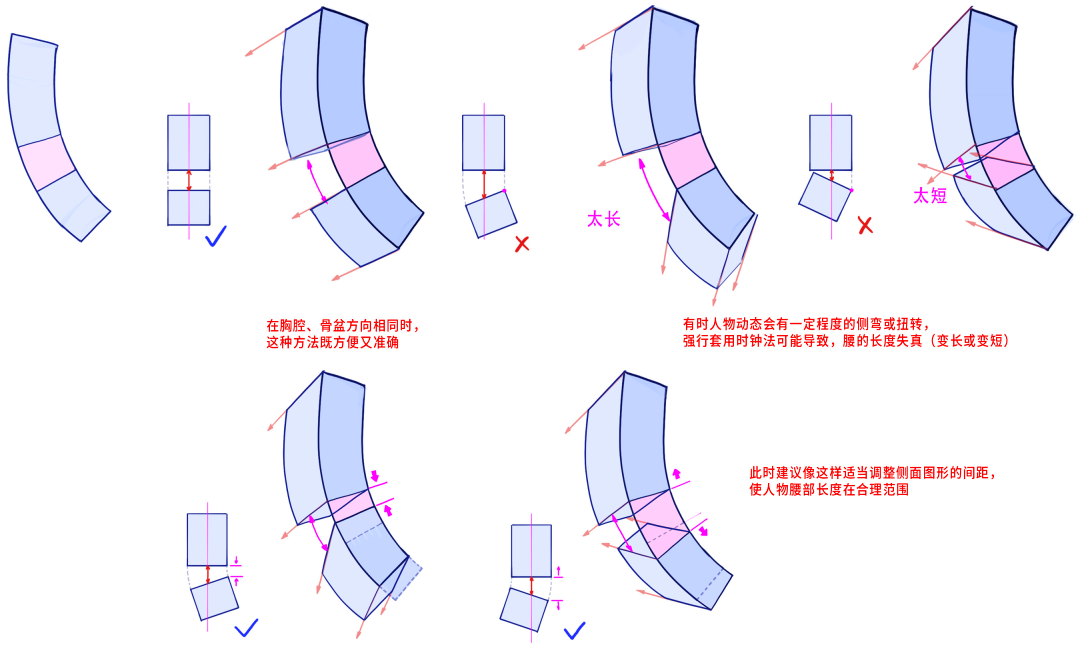 太长
太短
在胸腔、骨盆方向相同时，
这种方法既方便又准确
有时人物动态会有一定程度的侧弯或扭转，
强行套用时钟法可能导致，腰的长度失真（变长或变短）
此时建议像这样适当调整侧面图形的间距，
使人物腰部长度在合理范围